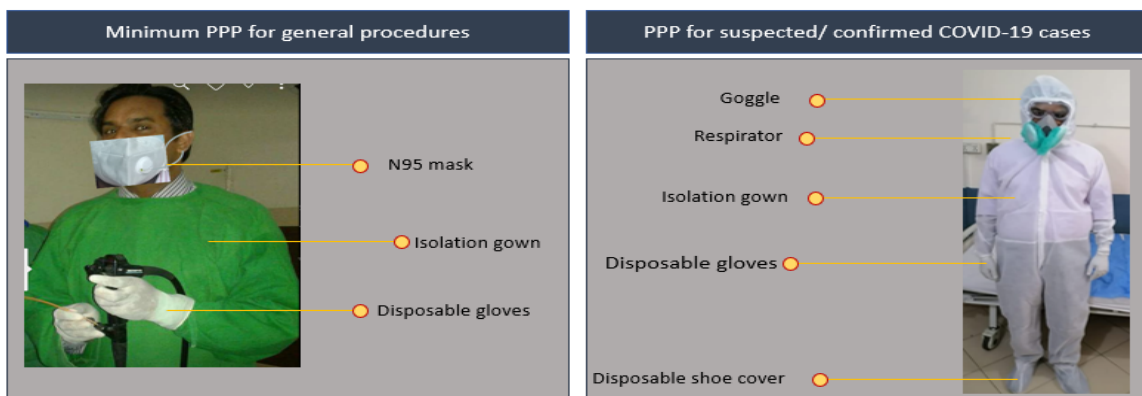 Minimum PPP for general procedures
N95 mask
Isolation gown
Disposable gloves
PPP for suspected/ confirmed COVID-19 cases
Goggle
Respirator
Isolation gown
Disposable gloves
Disposable shoe cover